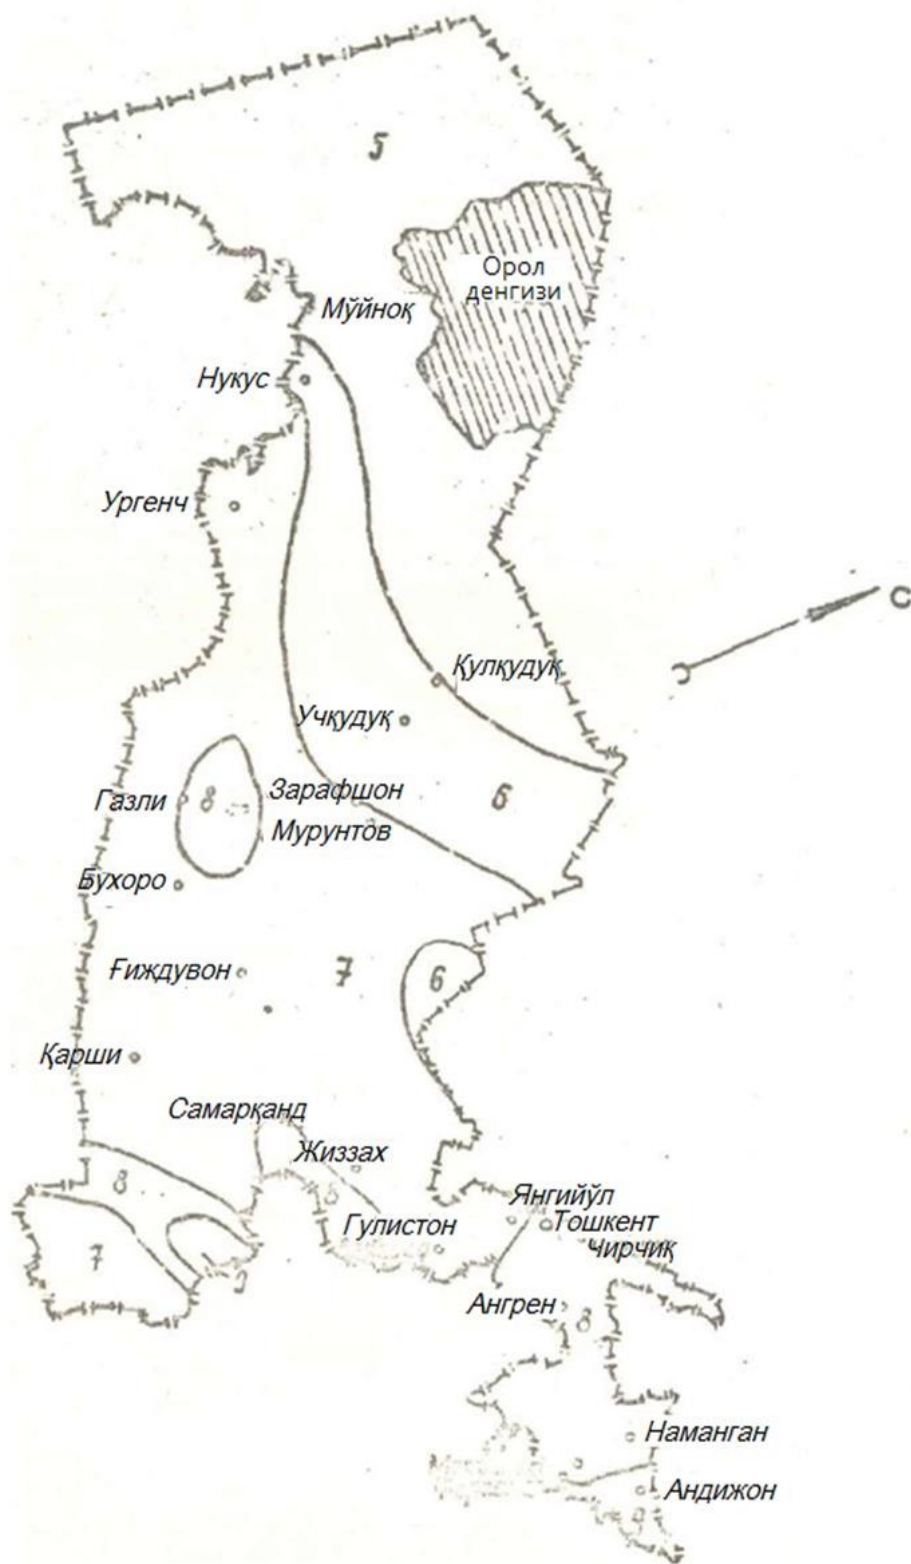 5
Орол
денгизи
Мўйноқ
Нукус
Ургенч
Қулқудуқ
Учқудуқ
Газли
8
Зарафшон
6
Мурунтов
Бухоро
Ғиждувон
7
6
Қарши
Самарқанд
Жиззах
8
8
Янгийўл
Тошкент
Чирчиқ
Гулистон
7
Ангрен
8
Наманган
Андижон
С